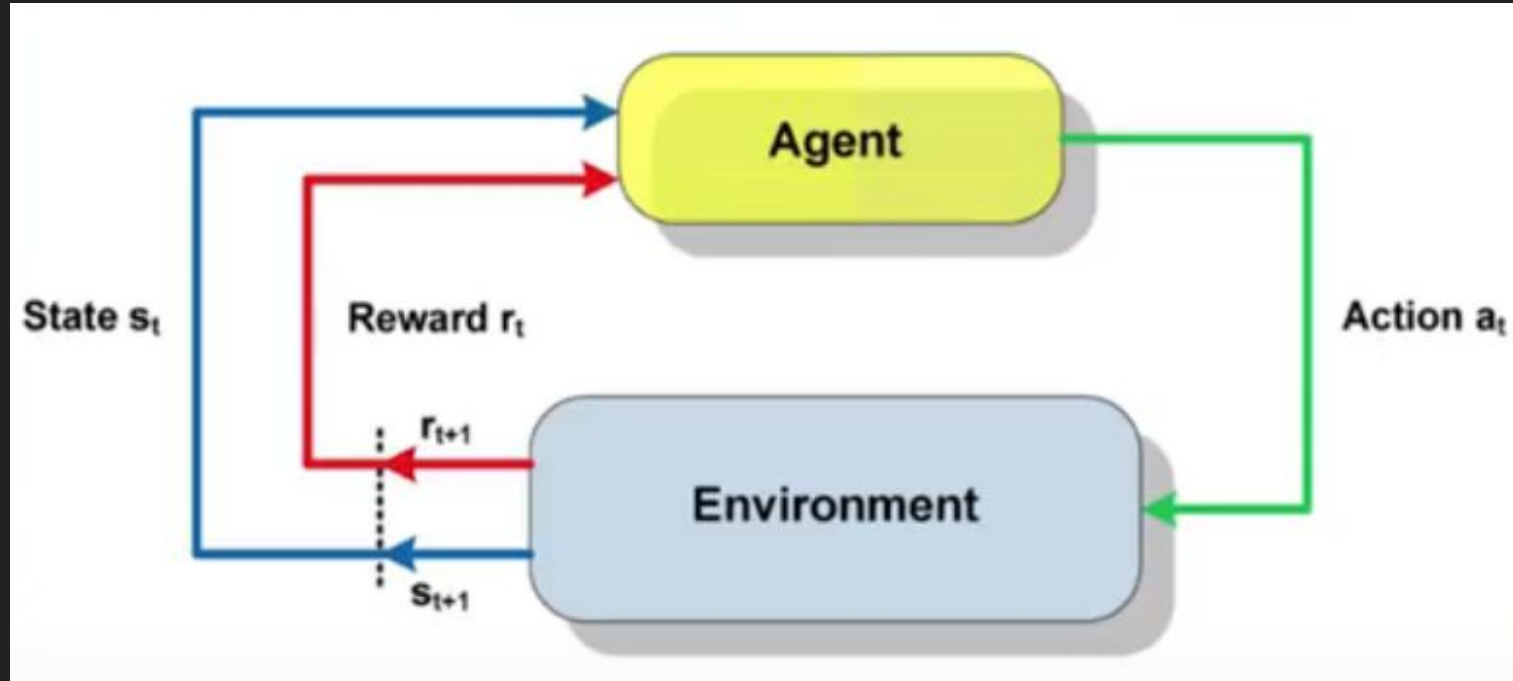 Agent
State sₜ
Reward rₜ
Action aₜ
rₜ₊₁
Environment
sₜ₊₁